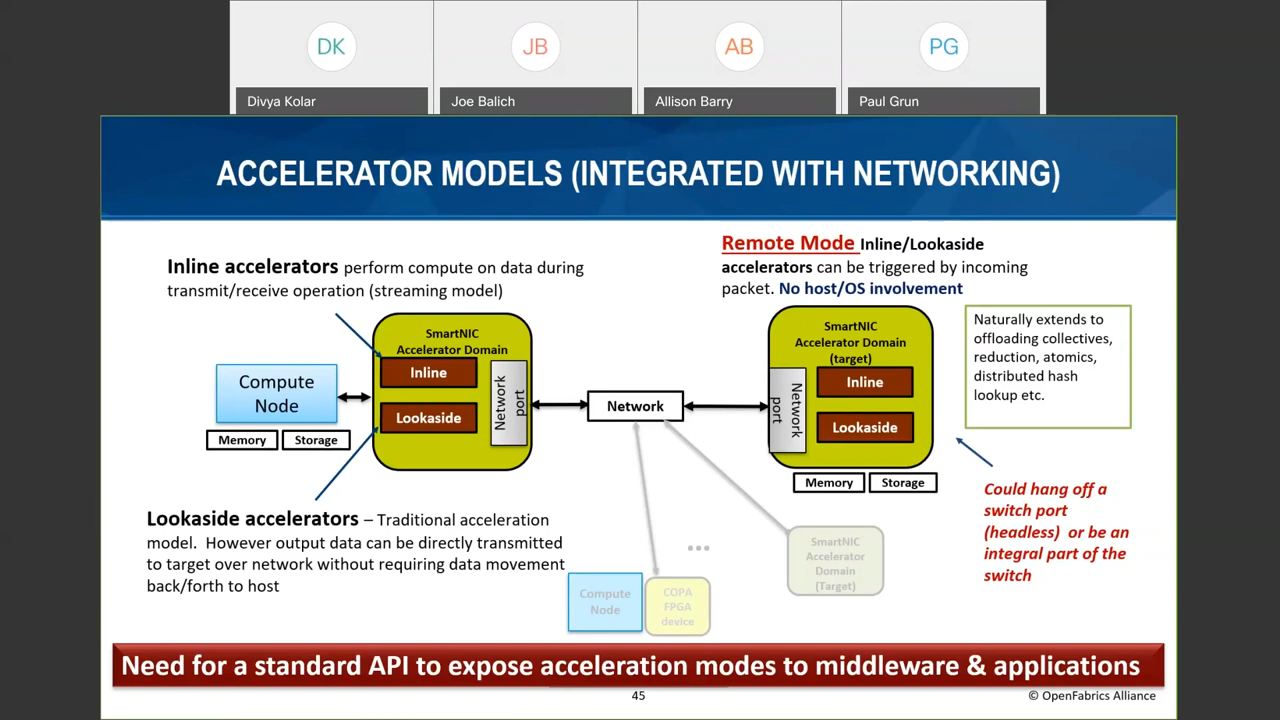 DK
JB
AB
PG
Divya Kolar
Joe Balich
Allison Barry
Paul Grun
ACCELERATOR MODELS (INTEGRATED WITH NETWORKING)
Inline accelerators perform compute on data during
transmit/receive operation (streaming model)
Remote Mode Inline/Lookaside
accelerators can be triggered by incoming
packet. No host/OS involvement
SmartNIC
Accelerator Domain
Inline
Lookaside
Network
port
Compute
Node
Memory
Storage
Network
SmartNIC
Accelerator Domain
(target)
Inline
Lookaside
Network
port
Memory
Storage
Naturally extends to
offloading collectives,
reduction, atomics,
distributed hash
lookup etc.
Could hang off a
switch port
(headless) or be an
integral part of the
switch
Lookaside accelerators – Traditional acceleration
model. However output data can be directly transmitted
to target over network without requiring data movement
back/forth to host
...
Compute
Node
COPA
FPGA
device
SmartNIC
Accelerator
Domain
(Target)
Need for a standard API to expose acceleration modes to middleware & applications
45
© OpenFabrics Alliance